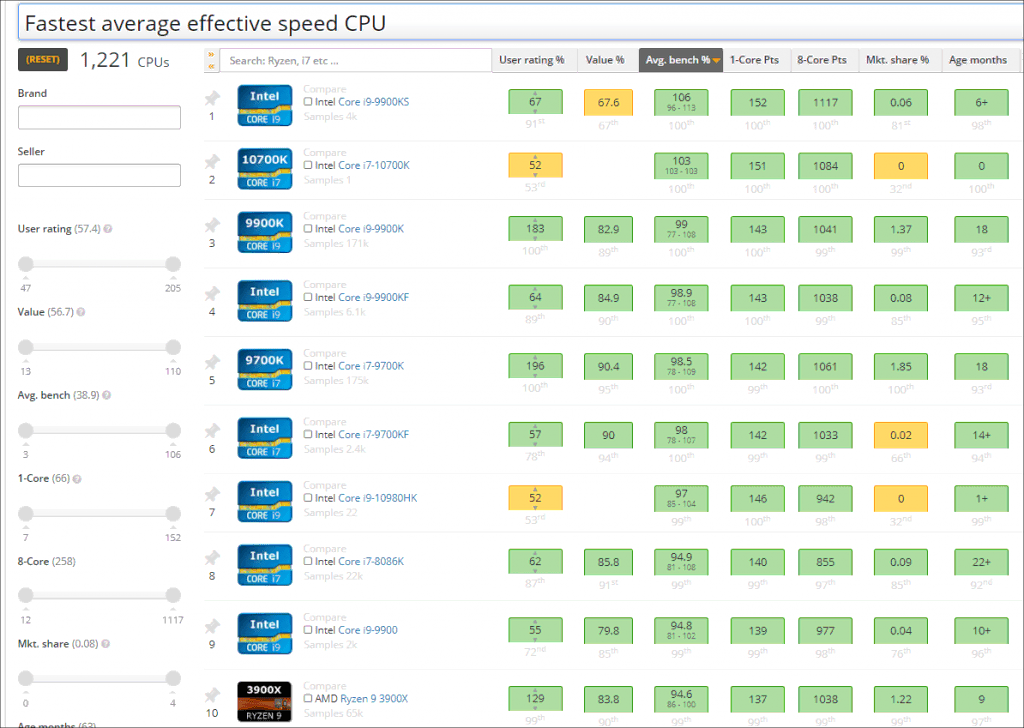 Fastest average effective speed CPU
(RESET) 1,221 CPUs
Search: Ryzen, i7 etc ... User rating % Value % Avg. bench % 1-Core Pts 8-Core Pts Mkt. share % Age months
Brand
Seller
User rating (57.4)
47 205
Value (56.7)
13 110
Avg. bench (38.9)
3 106
1-Core (66)
7 152
8-Core (258)
12 1117
Mkt. share (0.08)
0 4
Age months (63)
Compare
1 Intel CORE i9 Intel Core i9-9900KS 67 67.6 106 152 1117 0.06 6+
96 - 113
Samples 4k
91st 67th 100th 100th 100th 81st 98th
Compare
2 10700K CORE i7 Intel Core i7-10700K 52 103 151 1084 0 0
103 - 103
Samples 1
53rd 100th 100th 100th 32nd 100th
Compare
3 9900K CORE i9 Intel Core i9-9900K 183 82.9 99 143 1041 1.37 18
77 - 108
Samples 171k
100th 89th 100th 100th 99th 99th 93rd
Compare
4 Intel CORE i9 Intel Core i9-9900KF 64 84.9 98.9 143 1038 0.08 12+
77 - 108
Samples 6.1k
89th 90th 100th 100th 99th 85th 95th
Compare
5 9700K CORE i7 Intel Core i7-9700K 196 90.4 98.5 142 1061 1.85 18
78 - 109
Samples 175k
100th 95th 100th 99th 100th 100th 93rd
Compare
6 Intel CORE i7 Intel Core i7-9700KF 57 90 98 142 1033 0.02 14+
78 - 107
Samples 2.4k
78th 94th 100th 99th 99th 66th 94th
Compare
7 Intel CORE i9 Intel Core i9-10980HK 52 97 146 942 0 1+
85 - 104
Samples 22
53rd 99th 100th 98th 32nd 99th
Compare
8 Intel CORE i7 Intel Core i7-8086K 62 85.8 94.9 140 855 0.09 22+
81 - 108
Samples 22k
87th 91st 99th 99th 97th 85th 92nd
Compare
9 Intel CORE i9 Intel Core i9-9900 55 79.8 94.8 139 977 0.04 10+
81 - 102
Samples 2k
72nd 85th 99th 99th 98th 76th 96th
Compare
10 3900X RYZEN 9 AMD Ryzen 9 3900X 129 83.8 94.6 137 1038 1.22 9
86 - 100
Samples 65k
99th 90th 99th 99th 99th 99th 97th